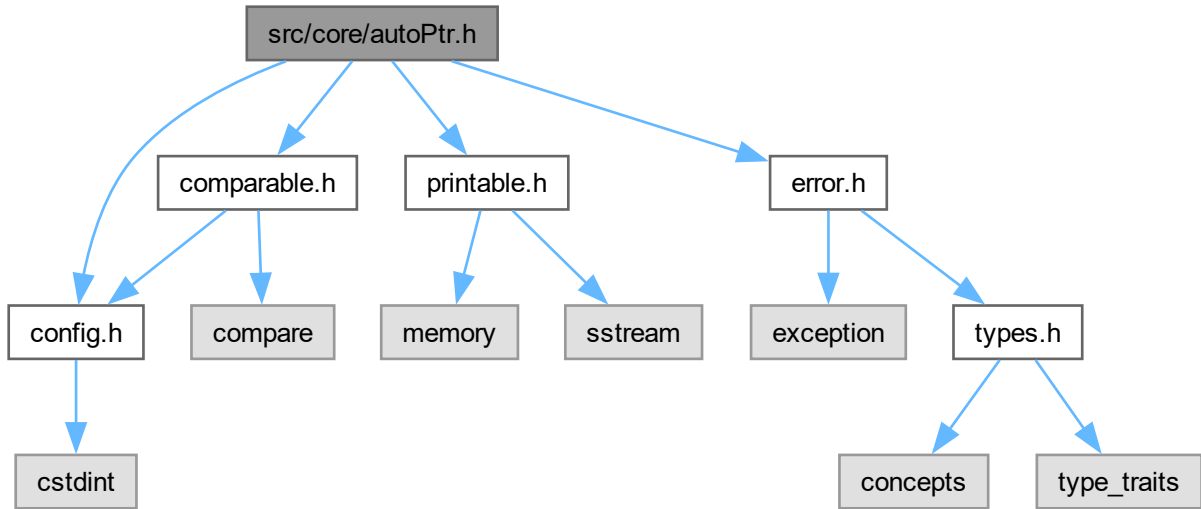 src/core/autoPtr.h
comparable.h
printable.h
error.h
config.h
compare
memory
sstream
exception
types.h
cstdint
concepts
type_traits